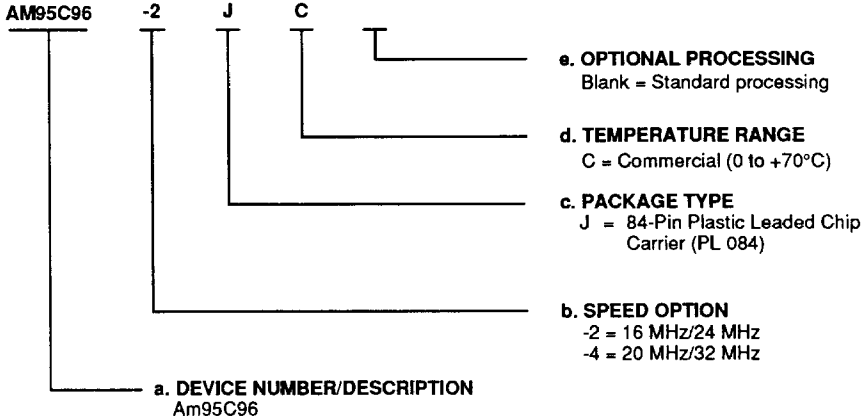 AM95C96 -2 J C
e. OPTIONAL PROCESSING
Blank = Standard processing
d. TEMPERATURE RANGE
C = Commercial (0 to +70°C)
c. PACKAGE TYPE
J = 84-Pin Plastic Leaded Chip
Carrier (PL 084)
b. SPEED OPTION
-2 = 16 MHz/24 MHz
-4 = 20 MHz/32 MHz
a. DEVICE NUMBER/DESCRIPTION
Am95C96